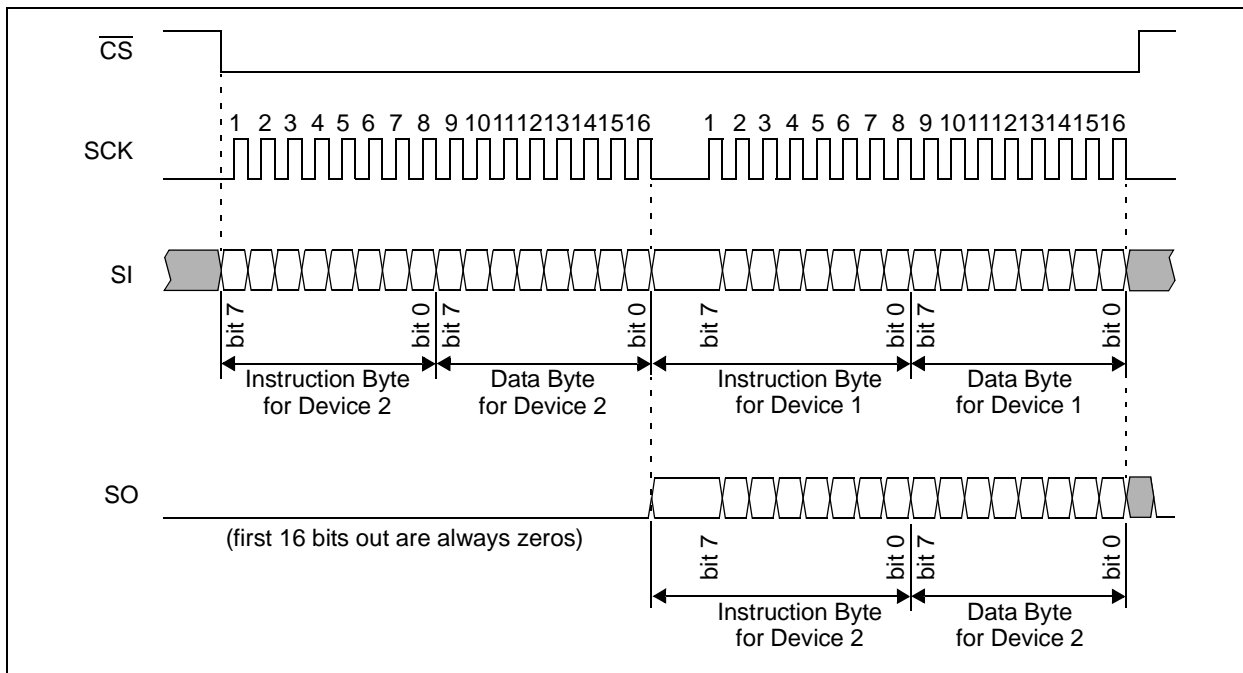 CS
1 2 3 4 5 6 7 8 9 10 11 12 13 14 15 16 1 2 3 4 5 6 7 8 9 10 11 12 13 14 15 16
SCK
SI
bit 7 bit 0 bit 7 bit 0 bit 7 bit 0 bit 7 bit 0
Instruction Byte Data Byte Instruction Byte Data Byte
for Device 2 for Device 2 for Device 1 for Device 1
SO
(first 16 bits out are always zeros)
bit 7 bit 0 bit 7 bit 0
Instruction Byte Data Byte
for Device 2 for Device 2